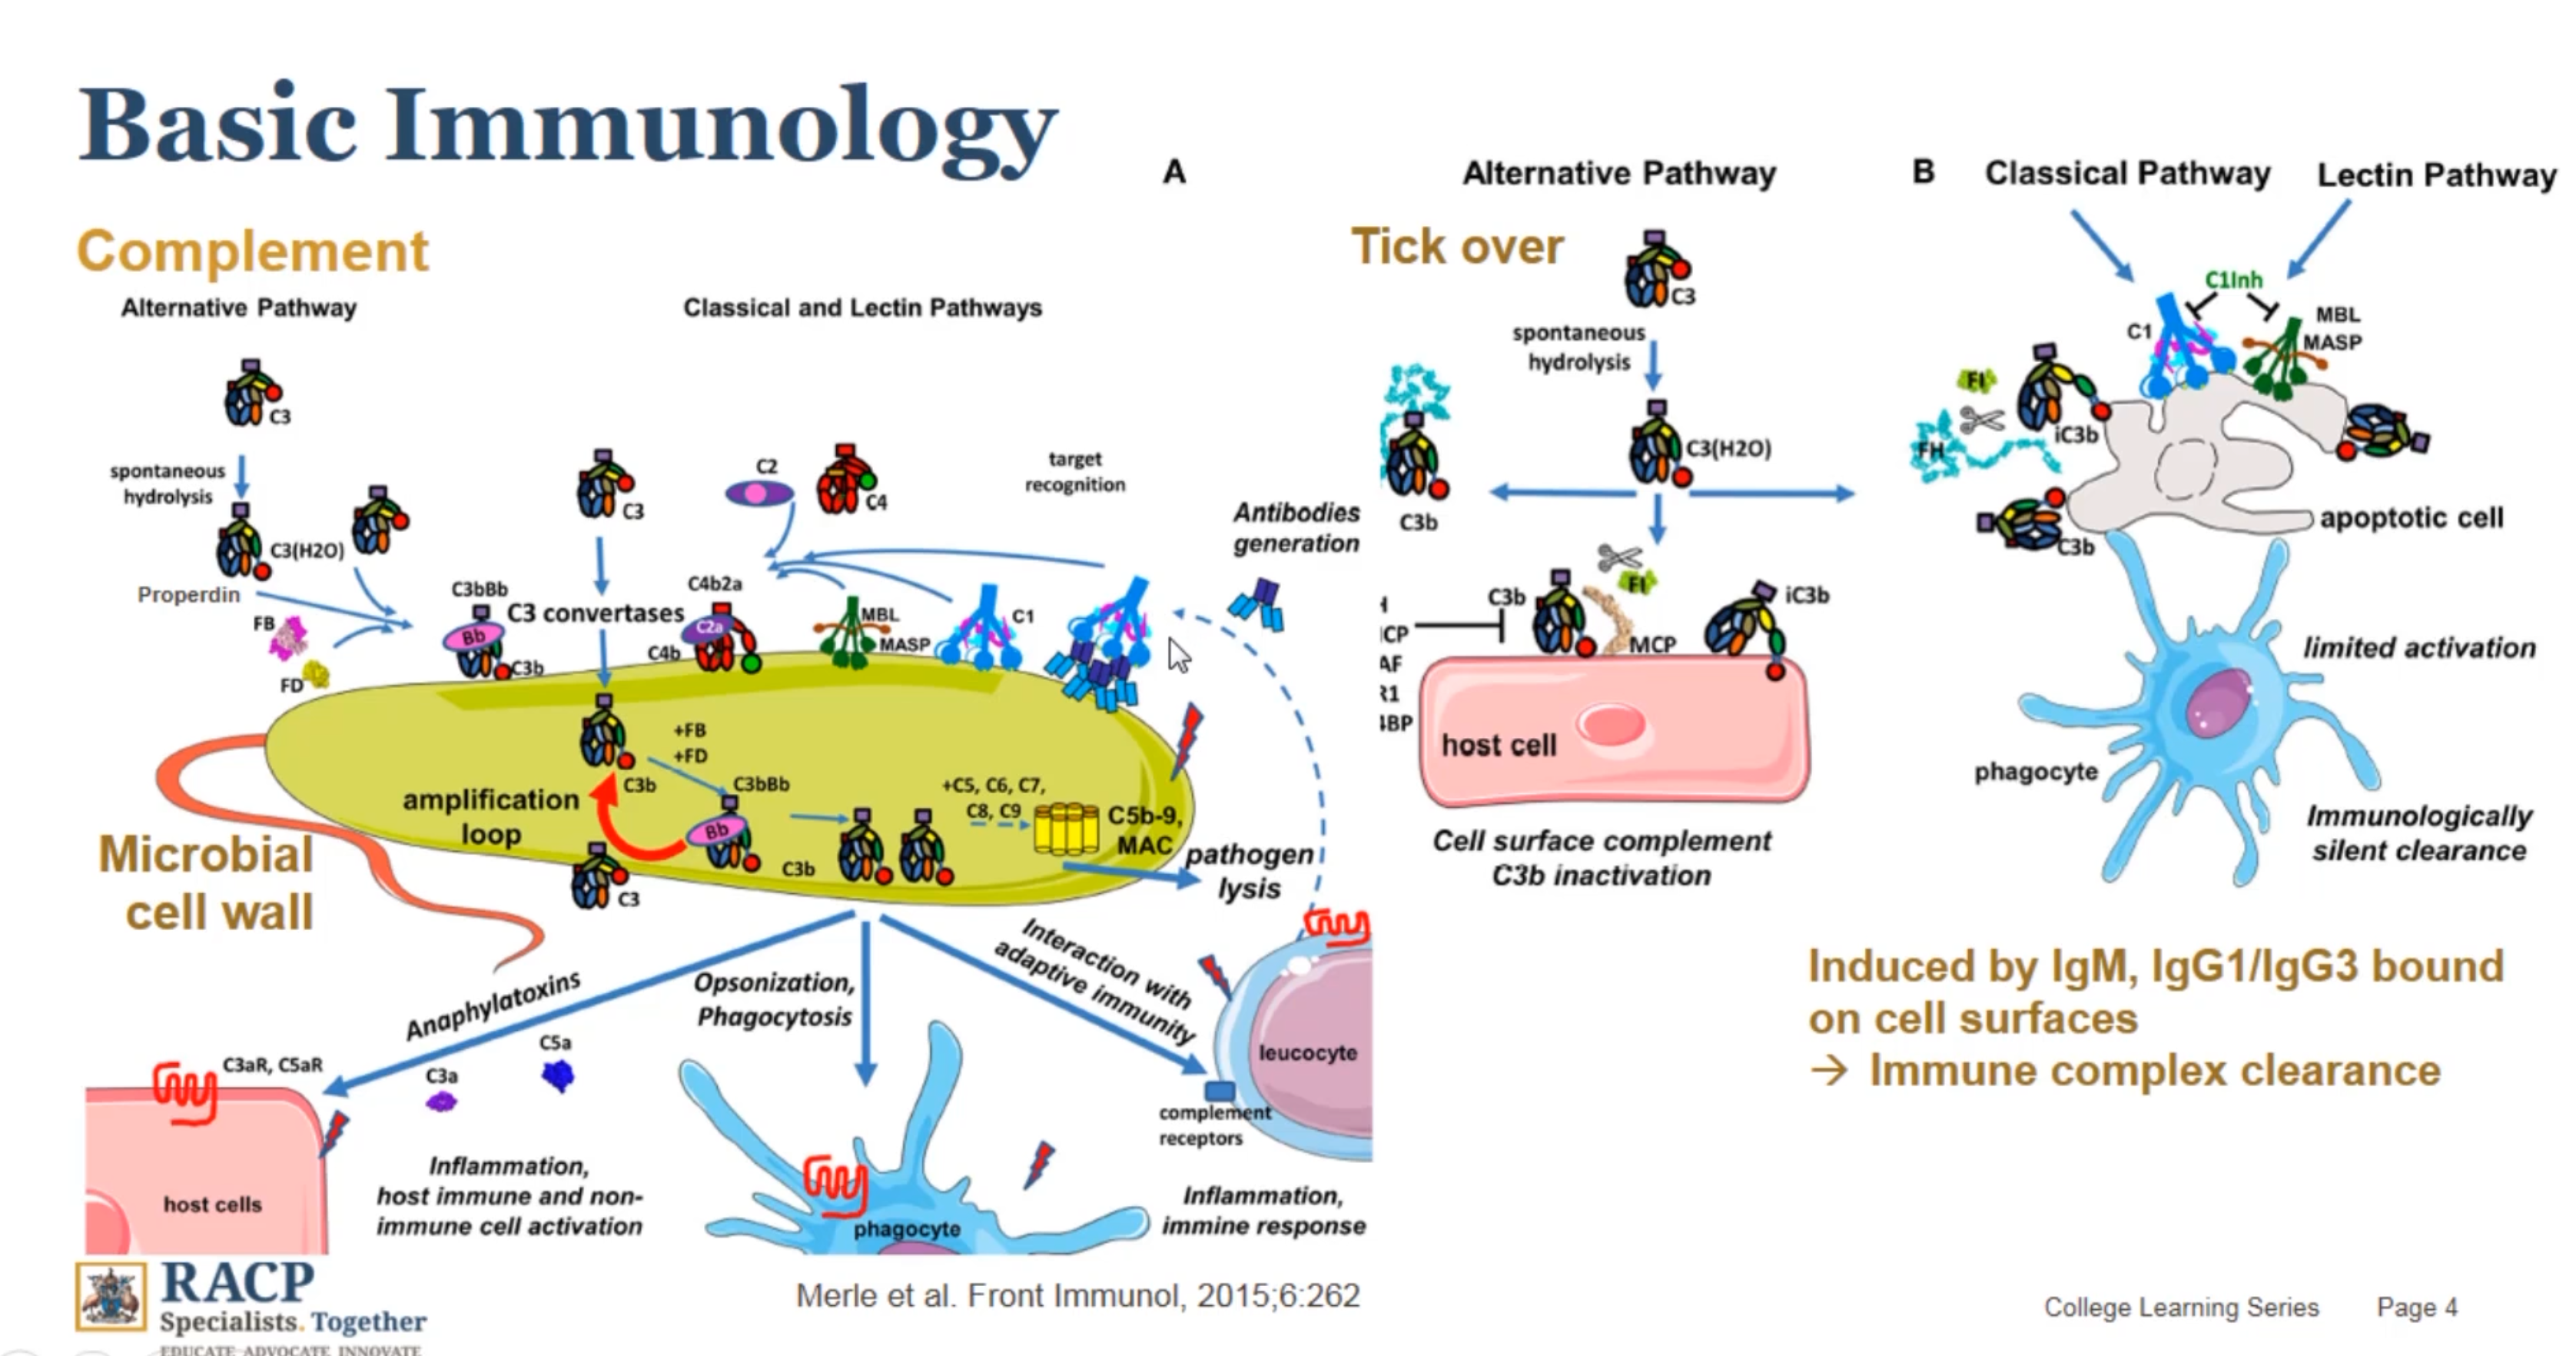 Basic Immunology
Complement
Alternative Pathway
Classical and Lectin Pathways
C3
spontaneous
hydrolysis
C3(H2O)
Properdin
FB
FD
C3bBb
Bb
C3b
C3
C3 convertases
C2
C4
C4b2a
C2a
C4b
MBL
MASP
C1
target
recognition
Antibodies
generation
C3b
+FB
+FD
C3bBb
Bb
amplification
loop
C3
C3b
+C5, C6, C7,
C8, C9
C5b-9,
MAC
pathogen
lysis
Microbial
cell wall
Anaphylatoxins
Opsonization,
Phagocytosis
Interaction with
adaptive immunity
C3aR, C5aR
C3a
C5a
host cells
Inflammation,
host immune and non-
immune cell activation
phagocyte
leucocyte
complement
receptors
Inflammation,
immine response
A
Alternative Pathway
Tick over
C3
spontaneous
hydrolysis
C3(H2O)
C3b
H
CP
AF
R1
4BP
C3b
FI
MCP
iC3b
host cell
Cell surface complement
C3b inactivation
B
Classical Pathway
Lectin Pathway
C1Inh
C1
MBL
MASP
FI
FH
iC3b
C3b
apoptotic cell
limited activation
phagocyte
Immunologically
silent clearance
Induced by IgM, IgG1/IgG3 bound
on cell surfaces
→ Immune complex clearance
RACP
Specialists. Together
EDUCATE ADVOCATE INNOVATE
Merle et al. Front Immunol, 2015;6:262
College Learning Series
Page 4